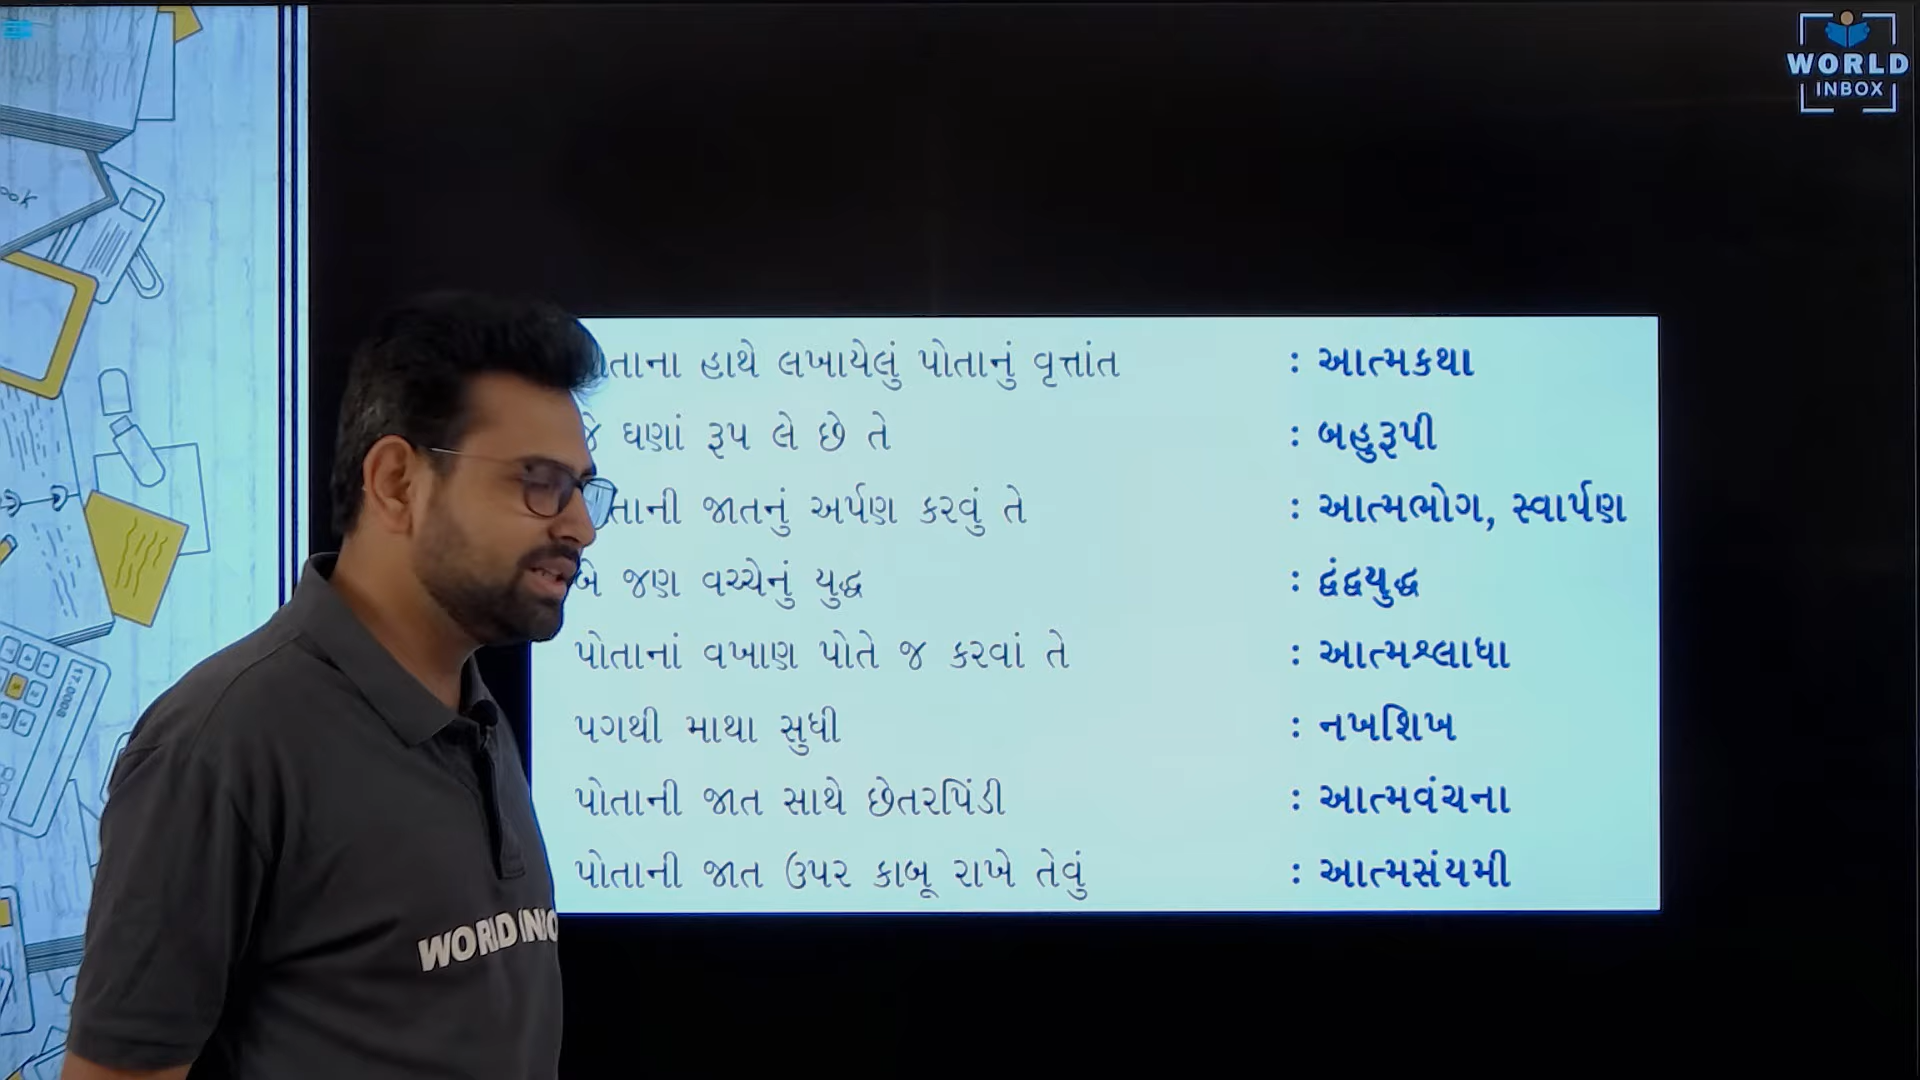 WORLD
INBOX
પોતાના હાથે લખાયેલું પોતાનું વૃત્તાંત : આત્મકથા
જે ઘણાં રૂપ લે છે તે : બહુરૂપી
પોતાની જાતનું અર્પણ કરવું તે : આત્મભોગ, સ્વાર્પણ
બે જણ વચ્ચેનું યુદ્ધ : દ્વંદ્વયુદ્ધ
પોતાનાં વખાણ પોતે જ કરવાં તે : આત્મશ્લાઘા
પગથી માથા સુધી : નખશિખ
પોતાની જાત સાથે છેતરપિંડી : આત્મવંચના
પોતાની જાત ઉપર કાબૂ રાખે તેવું : આત્મસંયમી
WORLD INBO